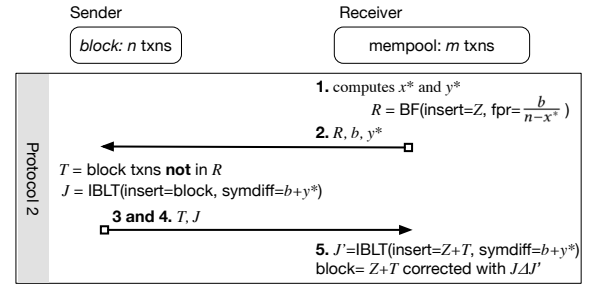 Sender
Receiver
block: n txns
mempool: m txns
Protocol 2
1. computes x* and y*
R = BF(insert=Z, fpr= b/(n−x*) )
2. R, b, y*
T = block txns not in R
J = IBLT(insert=block, symdiff=b+y*)
3 and 4. T, J
5. J'=IBLT(insert=Z+T, symdiff=b+y*)
block= Z+T corrected with JΔJ'